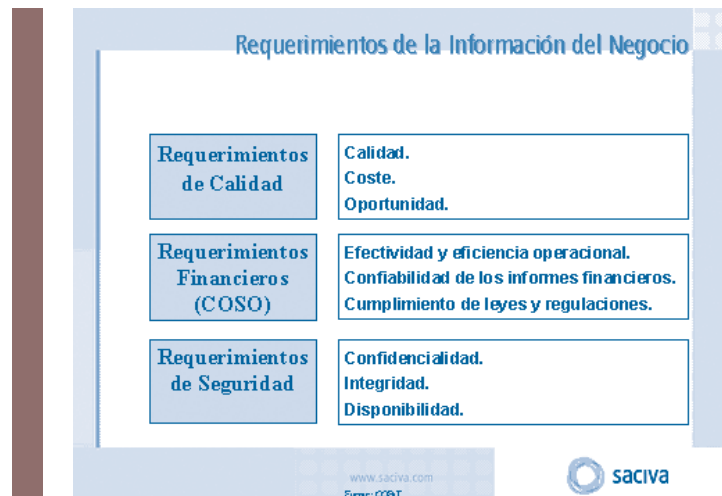 Requerimientos de la Información del Negocio
Requerimientos
de Calidad
Calidad.
Coste.
Oportunidad.
Requerimientos
Financieros
(COSO)
Efectividad y eficiencia operacional.
Confiabilidad de los informes financieros.
Cumplimiento de leyes y regulaciones.
Requerimientos
de Seguridad
Confidencialidad.
Integridad.
Disponibilidad.
www.saciva.com
saciva